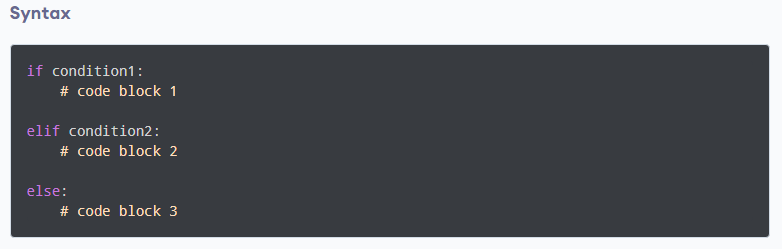 Syntax
if condition1:
    # code block 1
elif condition2:
    # code block 2
else:
    # code block 3